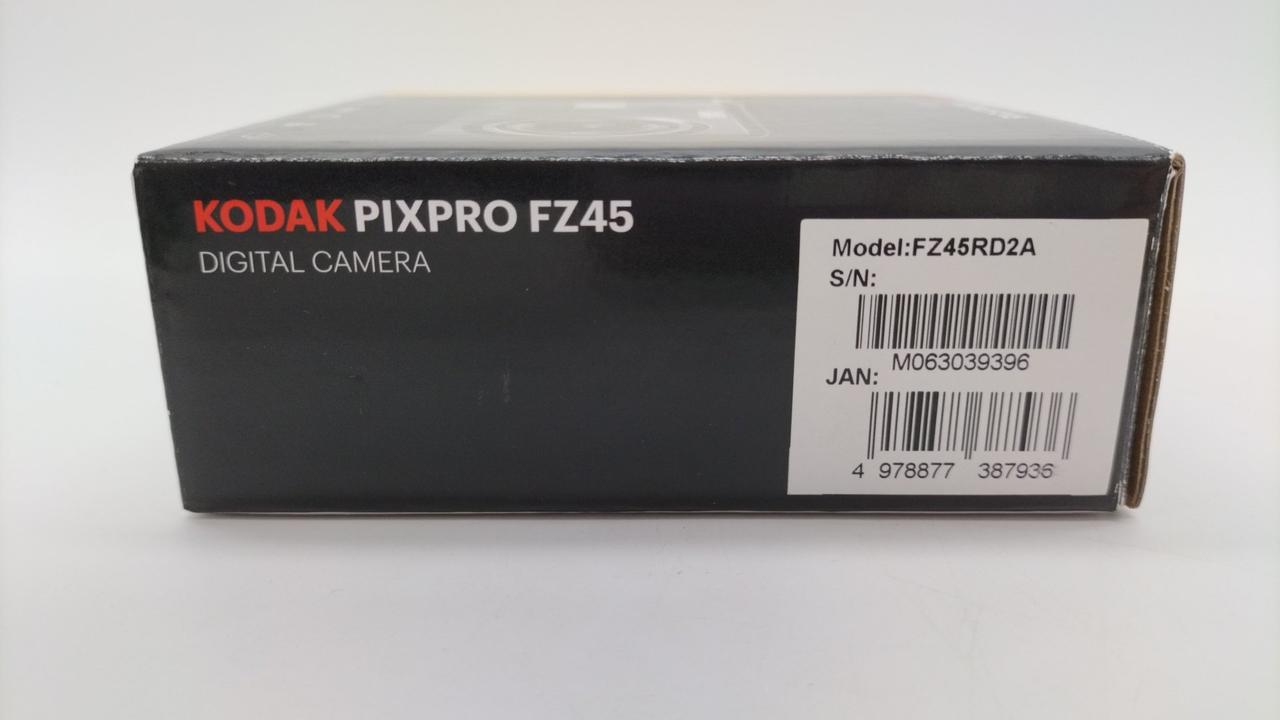 KODAK PIXPRO FZ45
DIGITAL CAMERA
Model:FZ45RD2A
S/N:
M063039396
JAN:
4 978877 387936